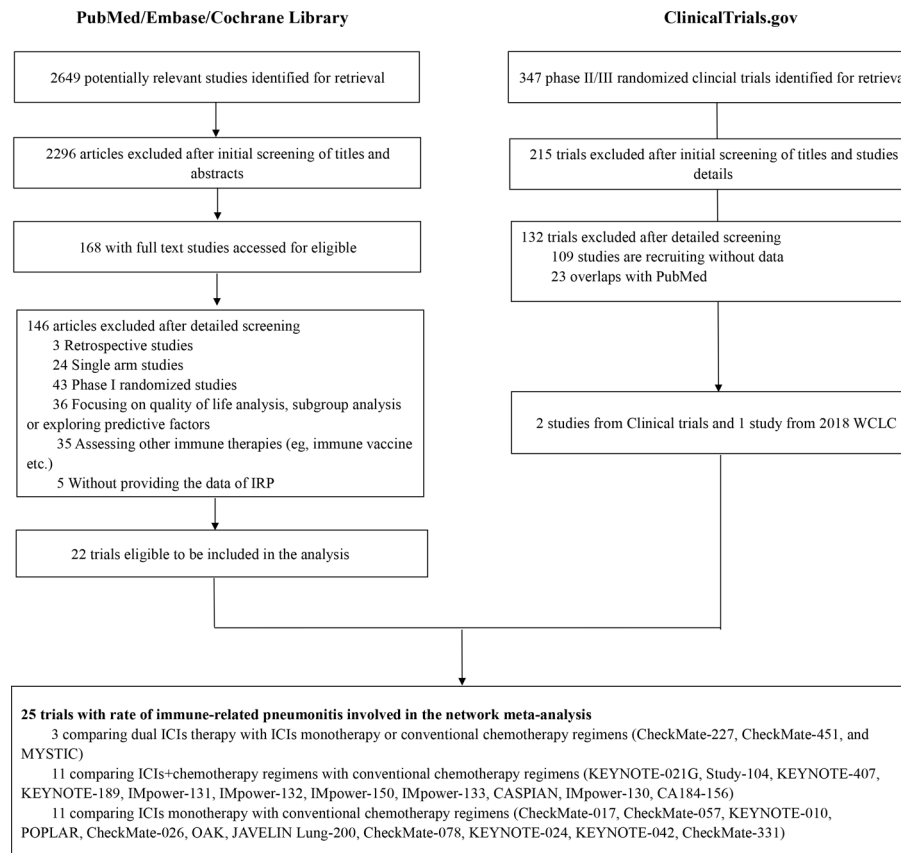 PubMed/Embase/Cochrane Library
2649 potentially relevant studies identified for retrieval
2296 articles excluded after initial screening of titles and
abstracts
168 with full text studies accessed for eligible
146 articles excluded after detailed screening
3 Retrospective studies
24 Single arm studies
43 Phase I randomized studies
36 Focusing on quality of life analysis, subgroup analysis
or exploring predictive factors
35 Assessing other immune therapies (eg, immune vaccine
etc.)
5 Without providing the data of IRP
22 trials eligible to be included in the analysis
ClinicalTrials.gov
347 phase II/III randomized clincial trials identified for retrieva
215 trials excluded after initial screening of titles and studies
details
132 trials excluded after detailed screening
109 studies are recruiting without data
23 overlaps with PubMed
2 studies from Clinical trials and 1 study from 2018 WCLC
25 trials with rate of immune-related pneumonitis involved in the network meta-analysis
3 comparing dual ICIs therapy with ICIs monotherapy or conventional chemotherapy regimens (CheckMate-227, CheckMate-451, and
MYSTIC)
11 comparing ICIs+chemotherapy regimens with conventional chemotherapy regimens (KEYNOTE-021G, Study-104, KEYNOTE-407,
KEYNOTE-189, IMpower-131, IMpower-132, IMpower-150, IMpower-133, CASPIAN, IMpower-130, CA184-156)
11 comparing ICIs monotherapy with conventional chemotherapy regimens (CheckMate-017, CheckMate-057, KEYNOTE-010,
POPLAR, CheckMate-026, OAK, JAVELIN Lung-200, CheckMate-078, KEYNOTE-024, KEYNOTE-042, CheckMate-331)